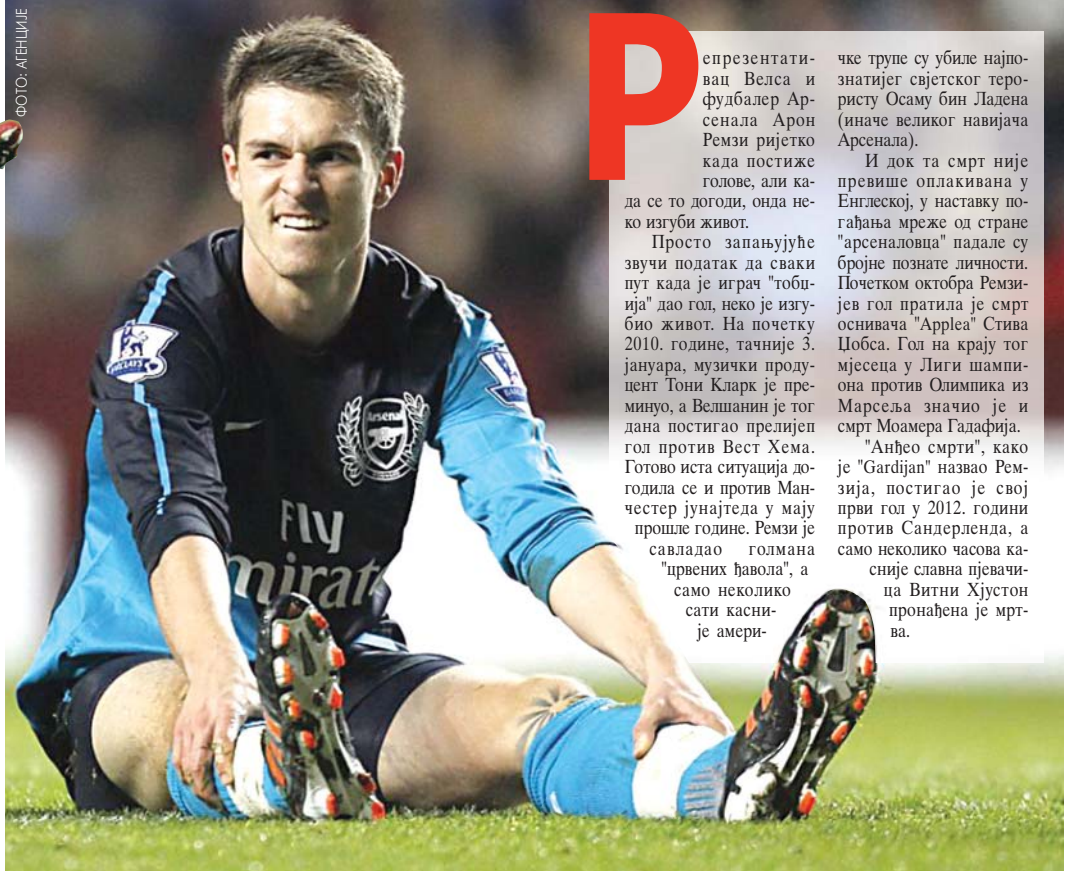 ФОТО: АГЕНЦИЈЕ
Репрезентати-
вац Велса и
фудбалер Ар-
сенала Арон
Ремзи ријетко
када постиже
голове, али ка-
да се то догоди, онда не-
ко изгуби живот.
Просто запањујуће
звучи податак да сваки
пут када је играч "тобџ-
ија" дао гол, неко је изгу-
био живот. На почетку
2010. године, тачније 3.
јануара, музички проду-
цент Тони Кларк је пре-
минуо, а Велшанин је тог
дана постигао прелијеп
гол против Вест Хема.
Готово иста ситуација до-
годила се и против Ман-
честер јунајтеда у мају
прошле године. Ремзи је
савладао голмана
"црвених ђавола", а
само неколико
сати касни-
је амери-
чке трупе су убиле најпо-
знатијег свјетског теро-
ристу Осаму бин Ладена
(иначе великог навијача
Арсенала).
И док та смрт није
превише оплакивана у
Енглеској, у наставку по-
гађања мреже од стране
"арсеналовца" падале су
бројне познате личности.
Почетком октобра Ремзи-
јев гол пратила је смрт
оснивача "Applea" Стива
Џобса. Гол на крају тог
мјесеца у Лиги шампи-
она против Олимпика из
Марсеља значио је и
смрт Моамера Гадафија.
"Анђео смрти", како
је "Gardijan" назвао Рем-
зија, постигао је свој
први гол у 2012. години
против Сандерленда, а
само неколико часова ка-
сније славна пјевачи-
ца Витни Хјустон
пронађена је мрт-
ва.
BARCLAYS
Arsenal
Fly
Emirates